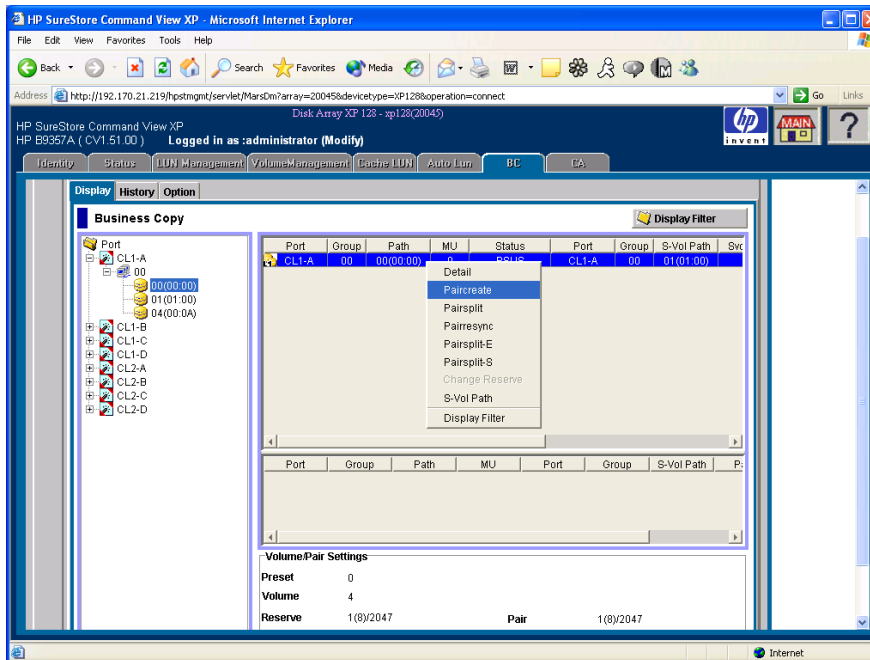 HP SureStore Command View XP - Microsoft Internet Explorer
File Edit View Favorites Tools Help
Back Search Favorites Media
Address http://192.170.21.219/hpstmgmt/servlet/MarsDm?array=20045&devicetype=XP128&operation=connect Go Links
Disk Array XP 128 - xp128(20045)
HP SureStore Command View XP
HP B9357A ( CV1.51.00 ) Logged in as :administrator (Modify)
hp invent MAIN ?
Identity Status LUN Management VolumeManagement Cache LUN Auto Lun BC CA
Display History Option
Business Copy Display Filter
Port
CL1-A
00
00(00:00)
01(01:00)
04(00:0A)
CL1-B
CL1-C
CL1-D
CL2-A
CL2-B
CL2-C
CL2-D
Port Group Path MU Status Port Group S-Vol Path
CL1-A 00 00(00:00) 0 PSUS CL1-A 00 01(01:00)
Detail
Paircreate
Pairsplit
Pairresync
Pairsplit-E
Pairsplit-S
Change Reserve
S-Vol Path
Display Filter
Port Group Path MU Port Group S-Vol Path
Volume/Pair Settings
Preset 0
Volume 4
Reserve 1(8)/2047 Pair 1(8)/2047
Internet